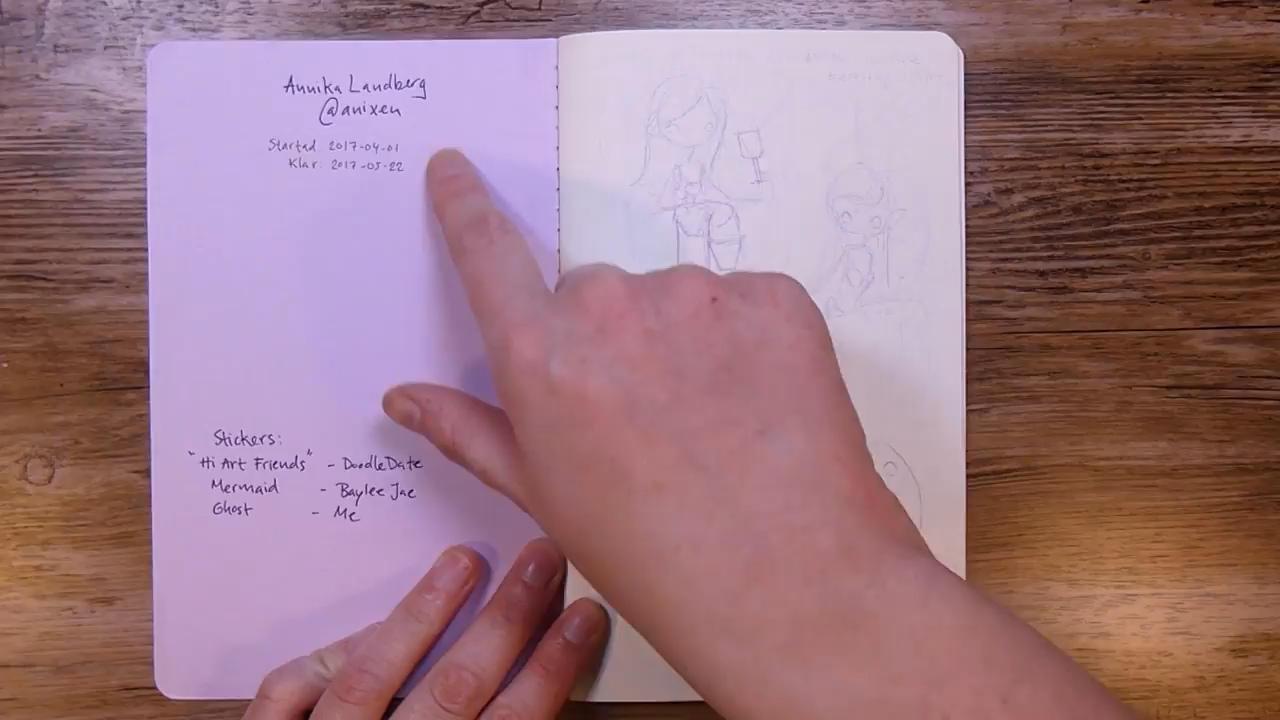 Annika Landberg
@anixen
Startad 2017-04-01
Klar: 2017-05-22
Stickers:
"Hi Art Friends" - DoodleDate
Mermaid - Baylee Jae
Ghost - Me